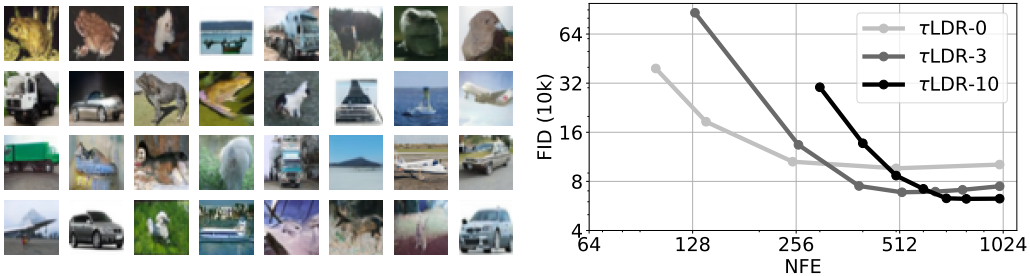 64
32
16
8
4
FID (10k)
τLDR-0
τLDR-3
τLDR-10
64
128
256
512
1024
NFE